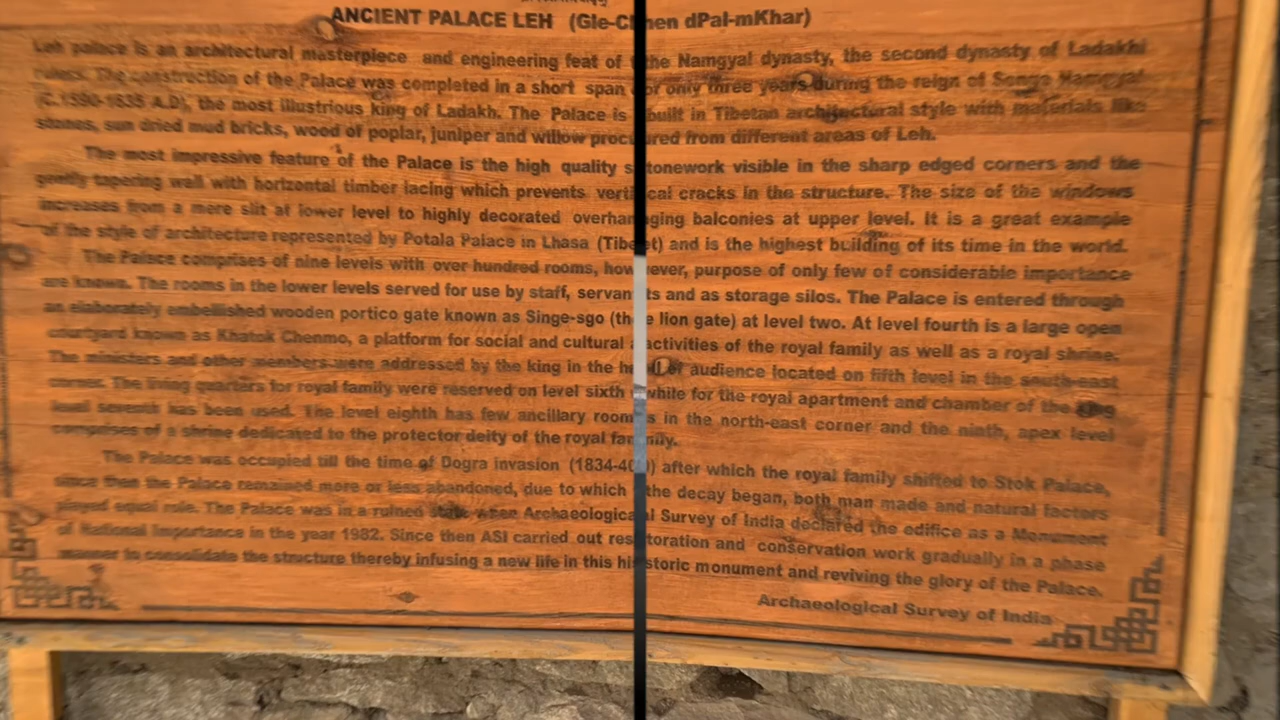 ANCIENT PALACE LEH (Gle-Chen dPal-mKhar)
Leh palace is an architectural masterpiece and engineering feat of the Namgyal dynasty, the second dynasty of Ladakhi
rulers. The construction of the Palace was completed in a short span of only three years during the reign of Senge Namgyal
(C.1590-1635 A.D), the most illustrious king of Ladakh. The Palace is built in Tibetan architectural style with materials like
stones, sun dried mud bricks, wood of poplar, juniper and willow procured from different areas of Leh.
The most impressive feature of the Palace is the high quality stonework visible in the sharp edged corners and the
gently tapering wall with horizontal timber lacing which prevents vertical cracks in the structure. The size of the windows
increases from a mere slit at lower level to highly decorated overhanging balconies at upper level. It is a great example
of the style of architecture represented by Potala Palace in Lhasa (Tibet) and is the highest building of its time in the world.
The Palace comprises of nine levels with over hundred rooms, however, purpose of only few of considerable importance
are known. The rooms in the lower levels served for use by staff, servants and as storage silos. The Palace is entered through
an elaborately embellished wooden portico gate known as Singe-sgo (the lion gate) at level two. At level fourth is a large open
courtyard known as Khatok Chenmo, a platform for social and cultural activities of the royal family as well as a royal shrine.
The ministers and other members were addressed by the king in the hall of audience located on fifth level in the south-east
corner. The living quarters for royal family were reserved on level sixth while for the royal apartment and chamber of the king
level seventh has been used. The level eighth has few ancillary rooms in the north-east corner and the ninth, apex level
comprises of a shrine dedicated to the protector deity of the royal family.
The Palace was occupied till the time of Dogra invasion (1834-40) after which the royal family shifted to Stok Palace,
since then the Palace remained more or less abandoned, due to which the decay began, both man made and natural factors
played equal role. The Palace was in a ruined state when Archaeological Survey of India declared the edifice as a Monument
of National Importance in the year 1982. Since then ASI carried out restoration and conservation work gradually in a phase
manner to consolidate the structure thereby infusing a new life in this historic monument and reviving the glory of the Palace.
Archaeological Survey of India